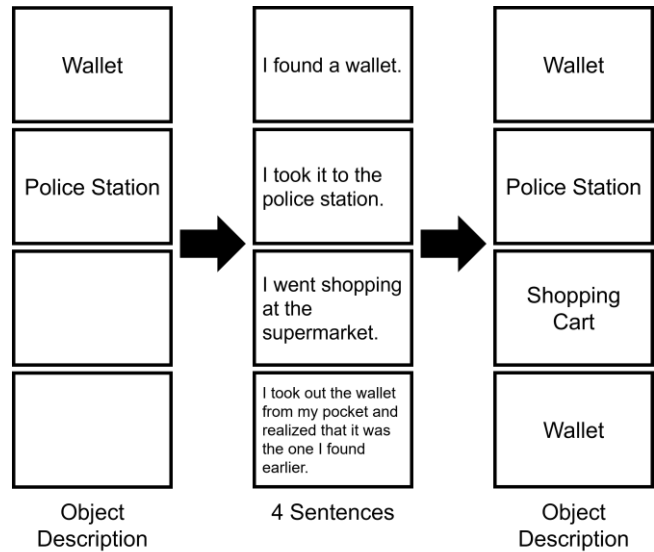 Wallet
Police Station
Object
Description
I found a wallet.
I took it to the
police station.
I went shopping
at the
supermarket.
I took out the wallet
from my pocket and
realized that it was
the one I found
earlier.
4 Sentences
Wallet
Police Station
Shopping
Cart
Wallet
Object
Description